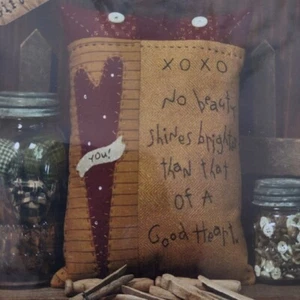 XOXO
No beauty
shines brighter
than that
OF A
Good Heart.
YOU!